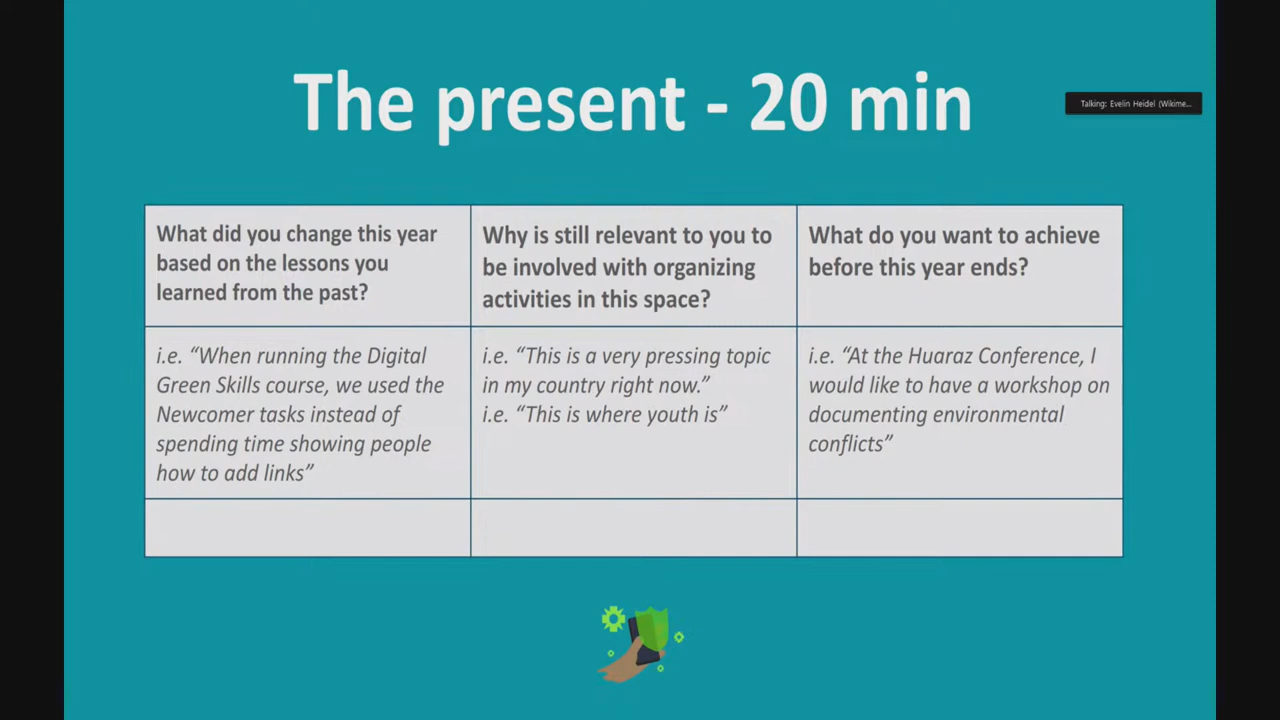 The present - 20 min
Talking: Evelin Heidel (Wikime...
What did you change this year
based on the lessons you
learned from the past?
Why is still relevant to you to
be involved with organizing
activities in this space?
What do you want to achieve
before this year ends?
i.e. “When running the Digital
Green Skills course, we used the
Newcomer tasks instead of
spending time showing people
how to add links”
i.e. “This is a very pressing topic
in my country right now.”
i.e. “This is where youth is”
i.e. “At the Huaraz Conference, I
would like to have a workshop on
documenting environmental
conflicts”